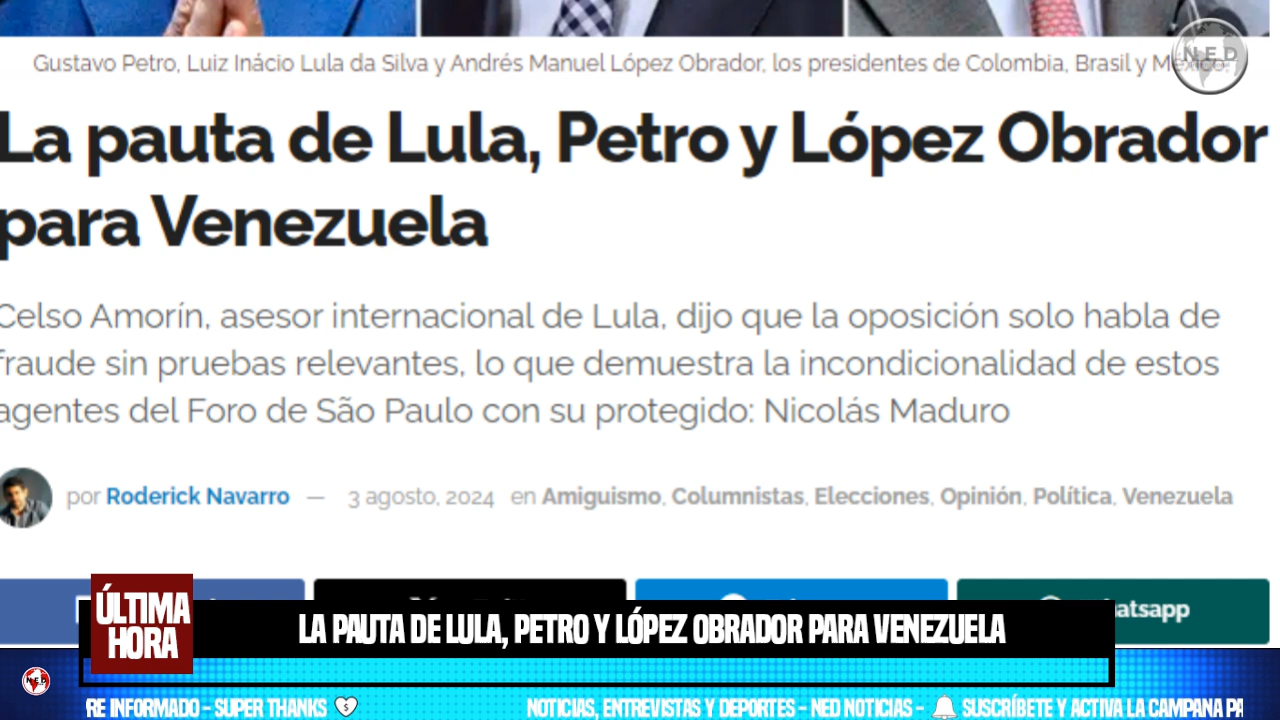 Gustavo Petro, Luiz Inácio Lula da Silva y Andrés Manuel López Obrador, los presidentes de Colombia, Brasil y México
N.E.D
La pauta de Lula, Petro y López Obrador
para Venezuela
Celso Amorín, asesor internacional de Lula, dijo que la oposición solo habla de
fraude sin pruebas relevantes, lo que demuestra la incondicionalidad de estos
agentes del Foro de São Paulo con su protegido: Nicolás Maduro
por Roderick Navarro — 3 agosto, 2024 en Amiguismo, Columnistas, Elecciones, Opinión, Política, Venezuela
ÚLTIMA
HORA
LA PAUTA DE LULA, PETRO Y LÓPEZ OBRADOR PARA VENEZUELA
N.E.D
RE INFORMADO - SUPER THANKS NOTICIAS, ENTREVISTAS Y DEPORTES - NED NOTICIAS - SUSCRÍBETE Y ACTIVA LA CAMPANA